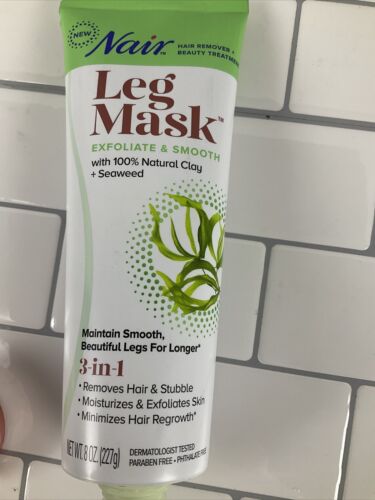 NEW
Nair™
HAIR REMOVER +
BEAUTY TREATMENT
Leg
Mask™
EXFOLIATE & SMOOTH
with 100% Natural Clay
+ Seaweed
Maintain Smooth,
Beautiful Legs For Longer*
3-in-1
• Removes Hair & Stubble
• Moisturizes & Exfoliates Skin
• Minimizes Hair Regrowth*
NET WT. 8 OZ. (227g)
DERMATOLOGIST TESTED
PARABEN FREE • PHTHALATE FREE